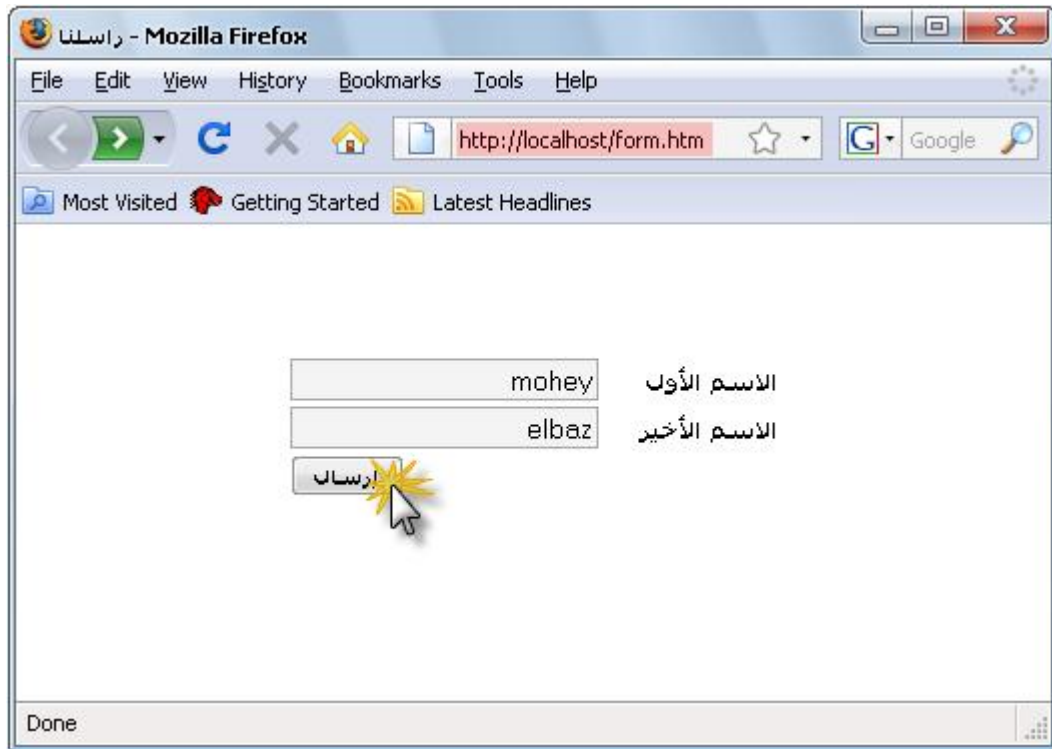 راسلنا - Mozilla Firefox
File Edit View History Bookmarks Tools Help
http://localhost/form.htm G Google
Most Visited Getting Started Latest Headlines
الاسم الأول mohey
الاسم الأخير elbaz
إرسال
Done